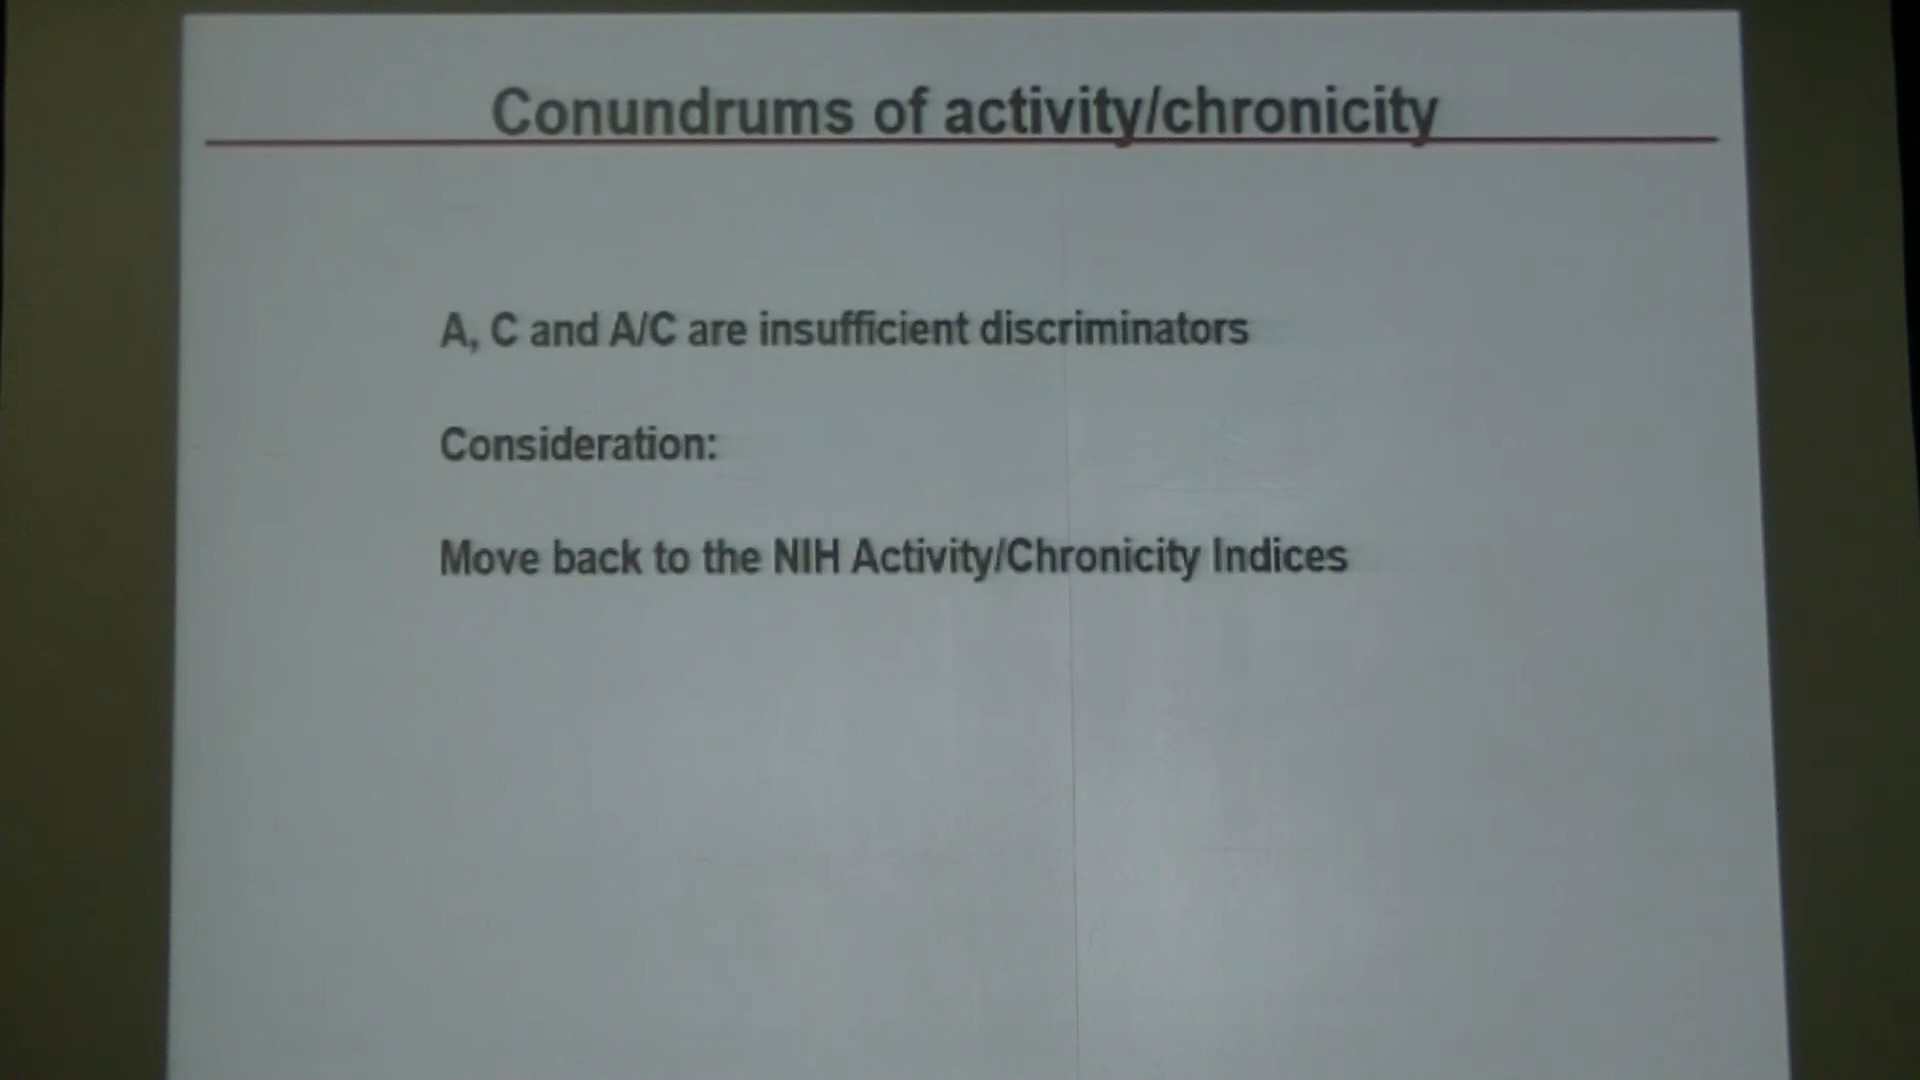 Conundrums of activity/chronicity
A, C and A/C are insufficient discriminators
Consideration:
Move back to the NIH Activity/Chronicity Indices